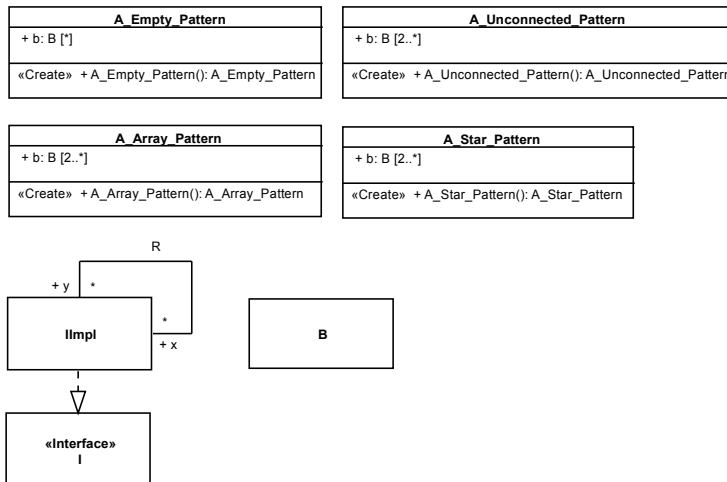 A_Empty_Pattern
+ b: B [*]
«Create» + A_Empty_Pattern(): A_Empty_Pattern
A_Unconnected_Pattern
+ b: B [2..*]
«Create» + A_Unconnected_Pattern(): A_Unconnected_Pattern
A_Array_Pattern
+ b: B [2..*]
«Create» + A_Array_Pattern(): A_Array_Pattern
A_Star_Pattern
+ b: B [2..*]
«Create» + A_Star_Pattern(): A_Star_Pattern
R
+ y *
IImpl
*
+ x
B
«Interface»
I